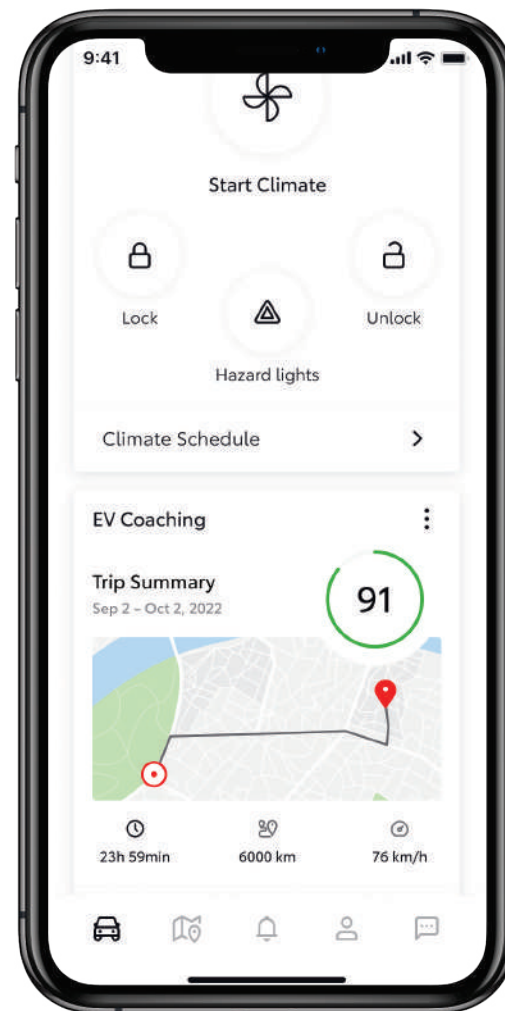 9:41
Start Climate
Lock
Unlock
Hazard lights
Climate Schedule
EV Coaching
Trip Summary
Sep 2 – Oct 2, 2022
91
23h 59min 6000 km 76 km/h